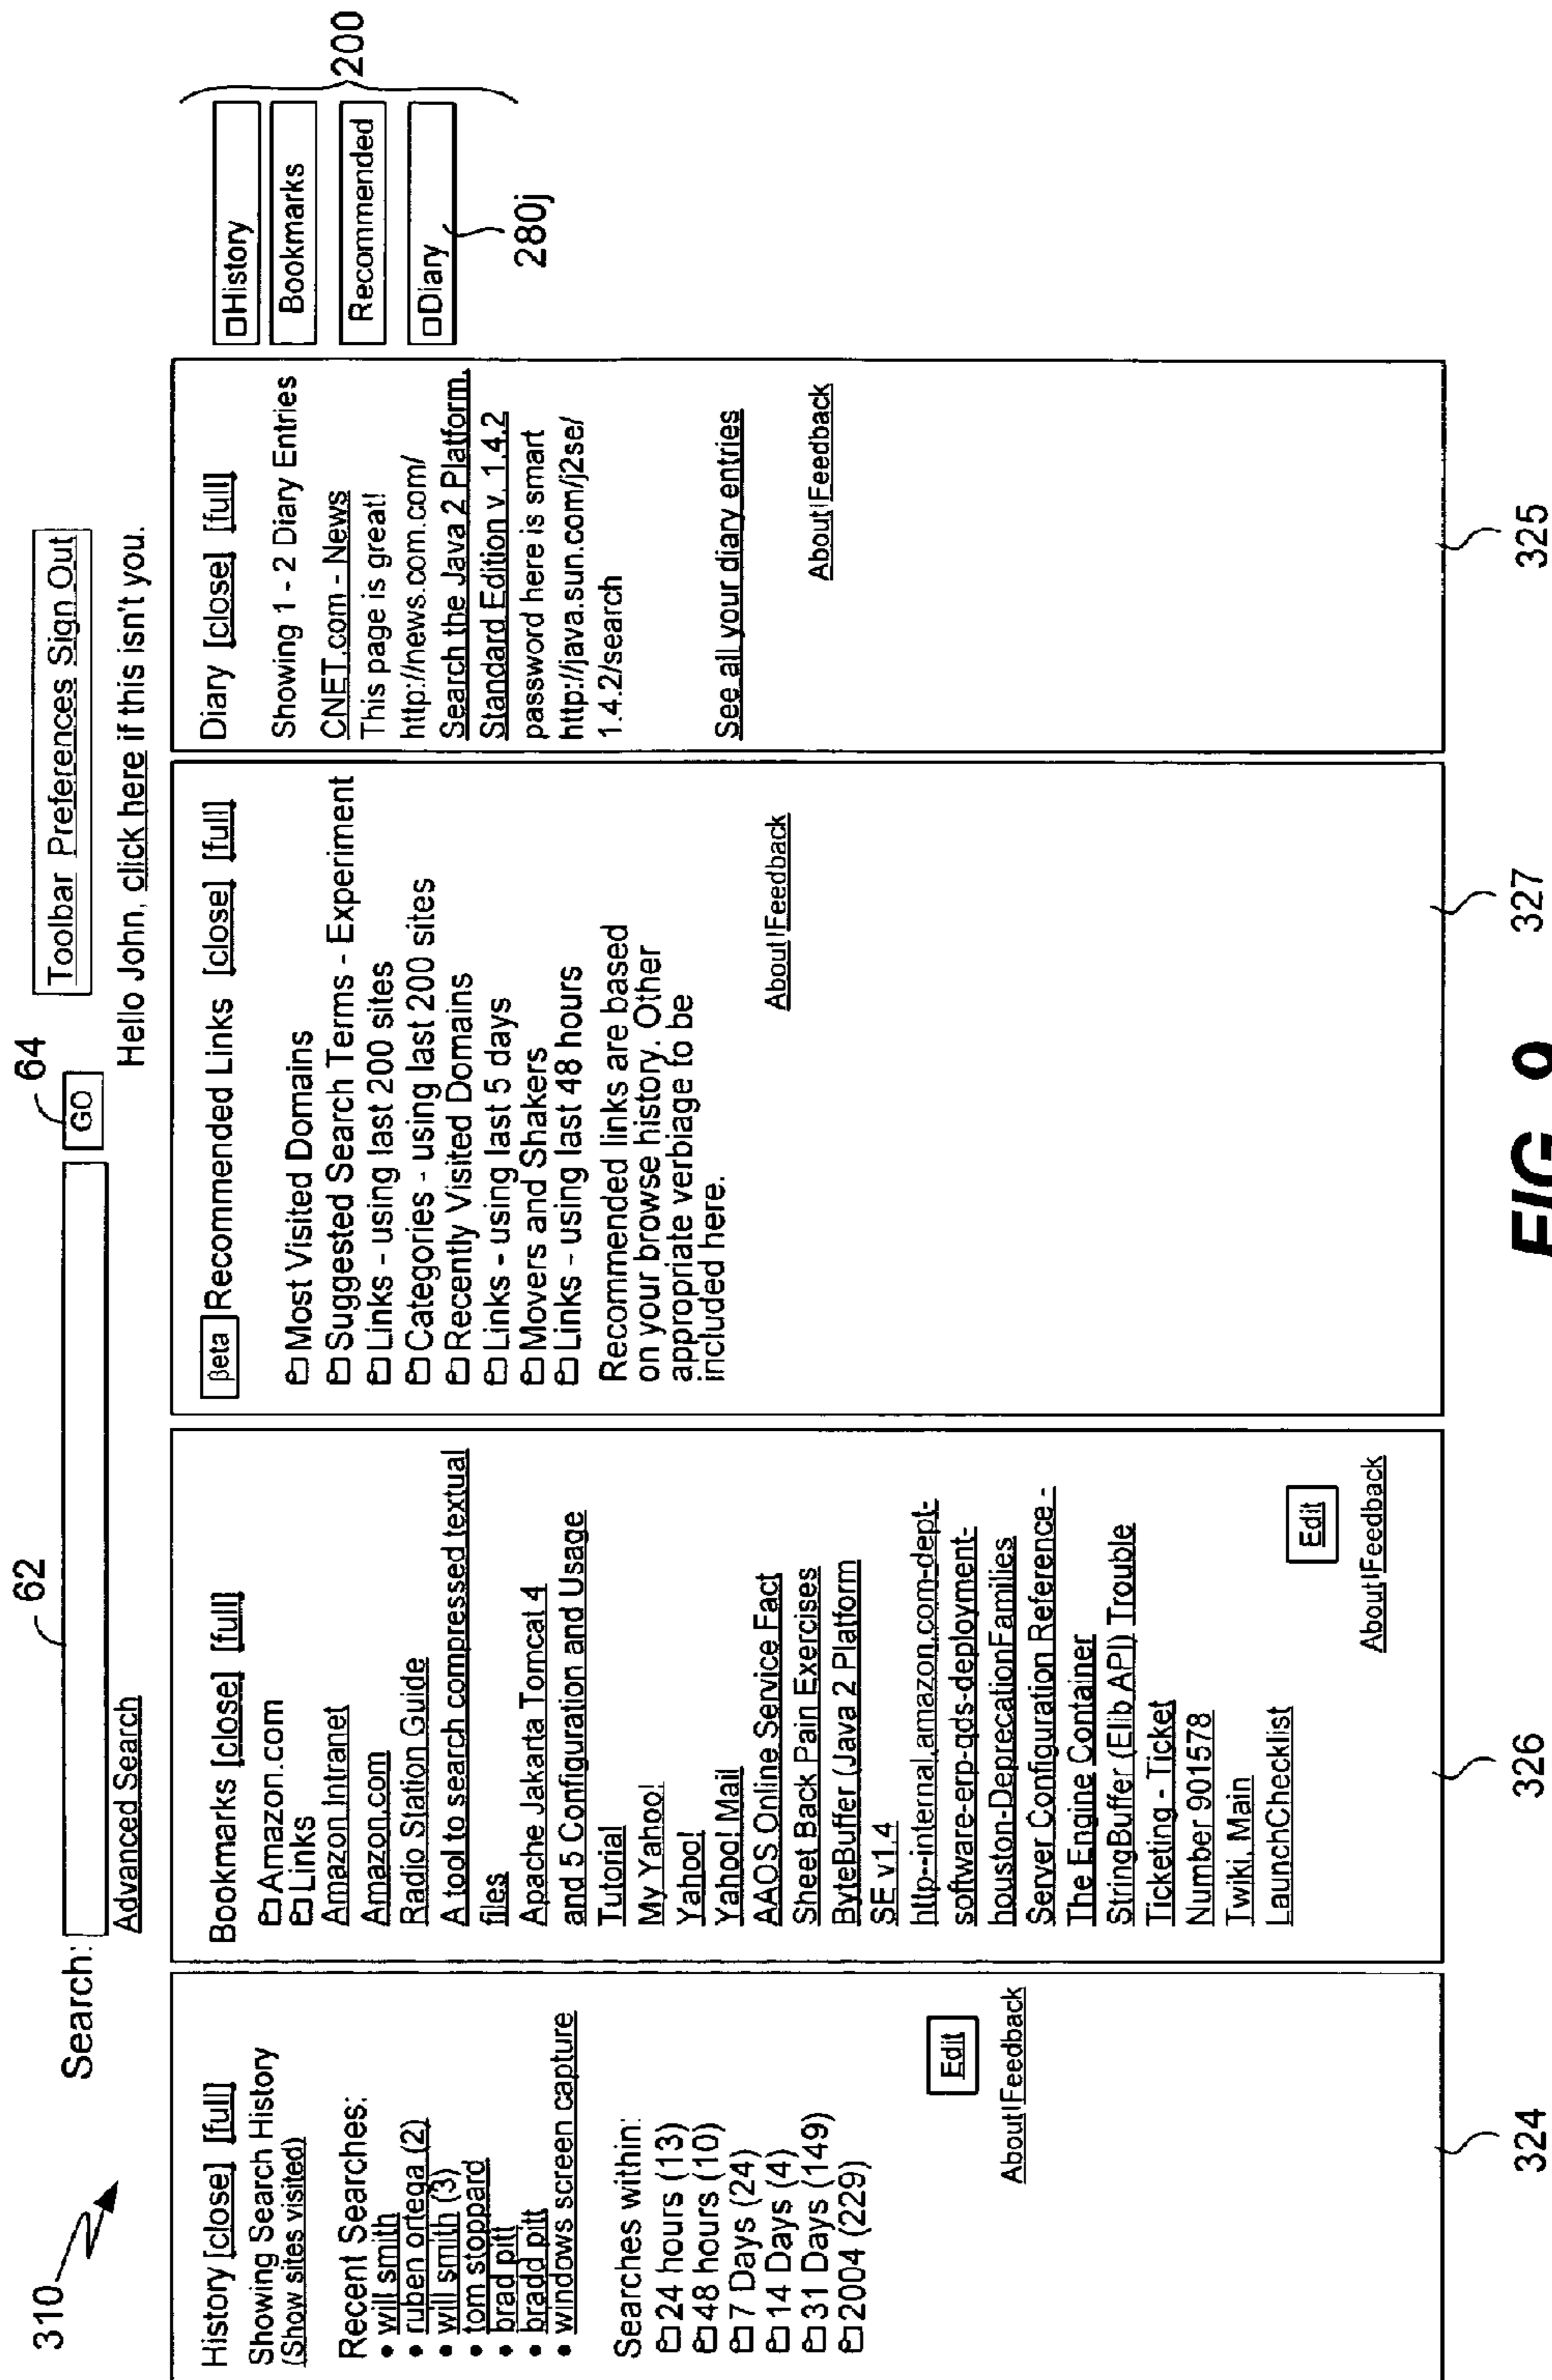 310
Search:
62
GO
64
Advanced Search
Toolbar Preferences Sign Out
Hello John, click here if this isn't you.
History [close] [full]
Showing Search History
(Show sites visited)
Recent Searches:
• will smith
• ruben ortega (2)
• will smith (3)
• tom stoppard
• brad pitt
• bradd pitt
• windows screen capture
Searches within:
24 hours (13)
48 hours (10)
7 Days (24)
14 Days (4)
31 Days (149)
2004 (229)
Edit
About|Feedback
324
Bookmarks [close] [full]
Amazon.com
Links
Amazon Intranet
Amazon.com
Radio Station Guide
A tool to search compressed textual
files
Apache Jakarta Tomcat 4
and 5 Configuration and Usage
Tutorial
My Yahoo!
Yahoo!
Yahoo! Mail
AAOS Online Service Fact
Sheet Back Pain Exercises
ByteBuffer (Java 2 Platform
SE v1.4
http--internal.amazon.com-dept-
software-erp-gds-deployment-
houston-DeprecationFamilies
Server Configuration Reference -
The Engine Container
StringBuffer (Elib API) Trouble
Ticketing - Ticket
Number 901578
Twiki, Main
LaunchChecklist
Edit
About|Feedback
326
βeta Recommended Links [close] [full]
Most Visited Domains
Suggested Search Terms - Experiment
Links - using last 200 sites
Categories - using last 200 sites
Recently Visited Domains
Links - using last 5 days
Movers and Shakers
Links - using last 48 hours
Recommended links are based
on your browse history. Other
appropriate verbiage to be
included here.
About|Feedback
327
Diary [close] [full]
Showing 1 - 2 Diary Entries
CNET.com - News
This page is great!
http://news.com.com/
Search the Java 2 Platform,
Standard Edition v. 1.4.2
password here is smart
http://java.sun.com/j2se/
1.4.2/search
See all your diary entries
About|Feedback
325
History
Bookmarks
Recommended
Diary
200
280j
FIG. 9